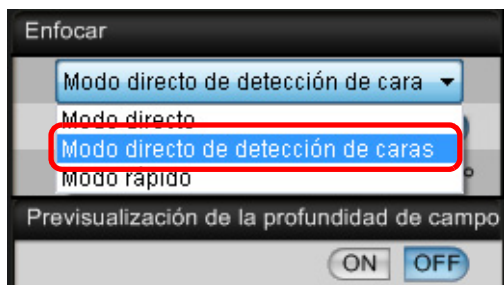 Enfocar
Modo directo de detección de cara
Modo directo
Modo directo de detección de caras
Modo rápido
Previsualización de la profundidad de campo
ON OFF